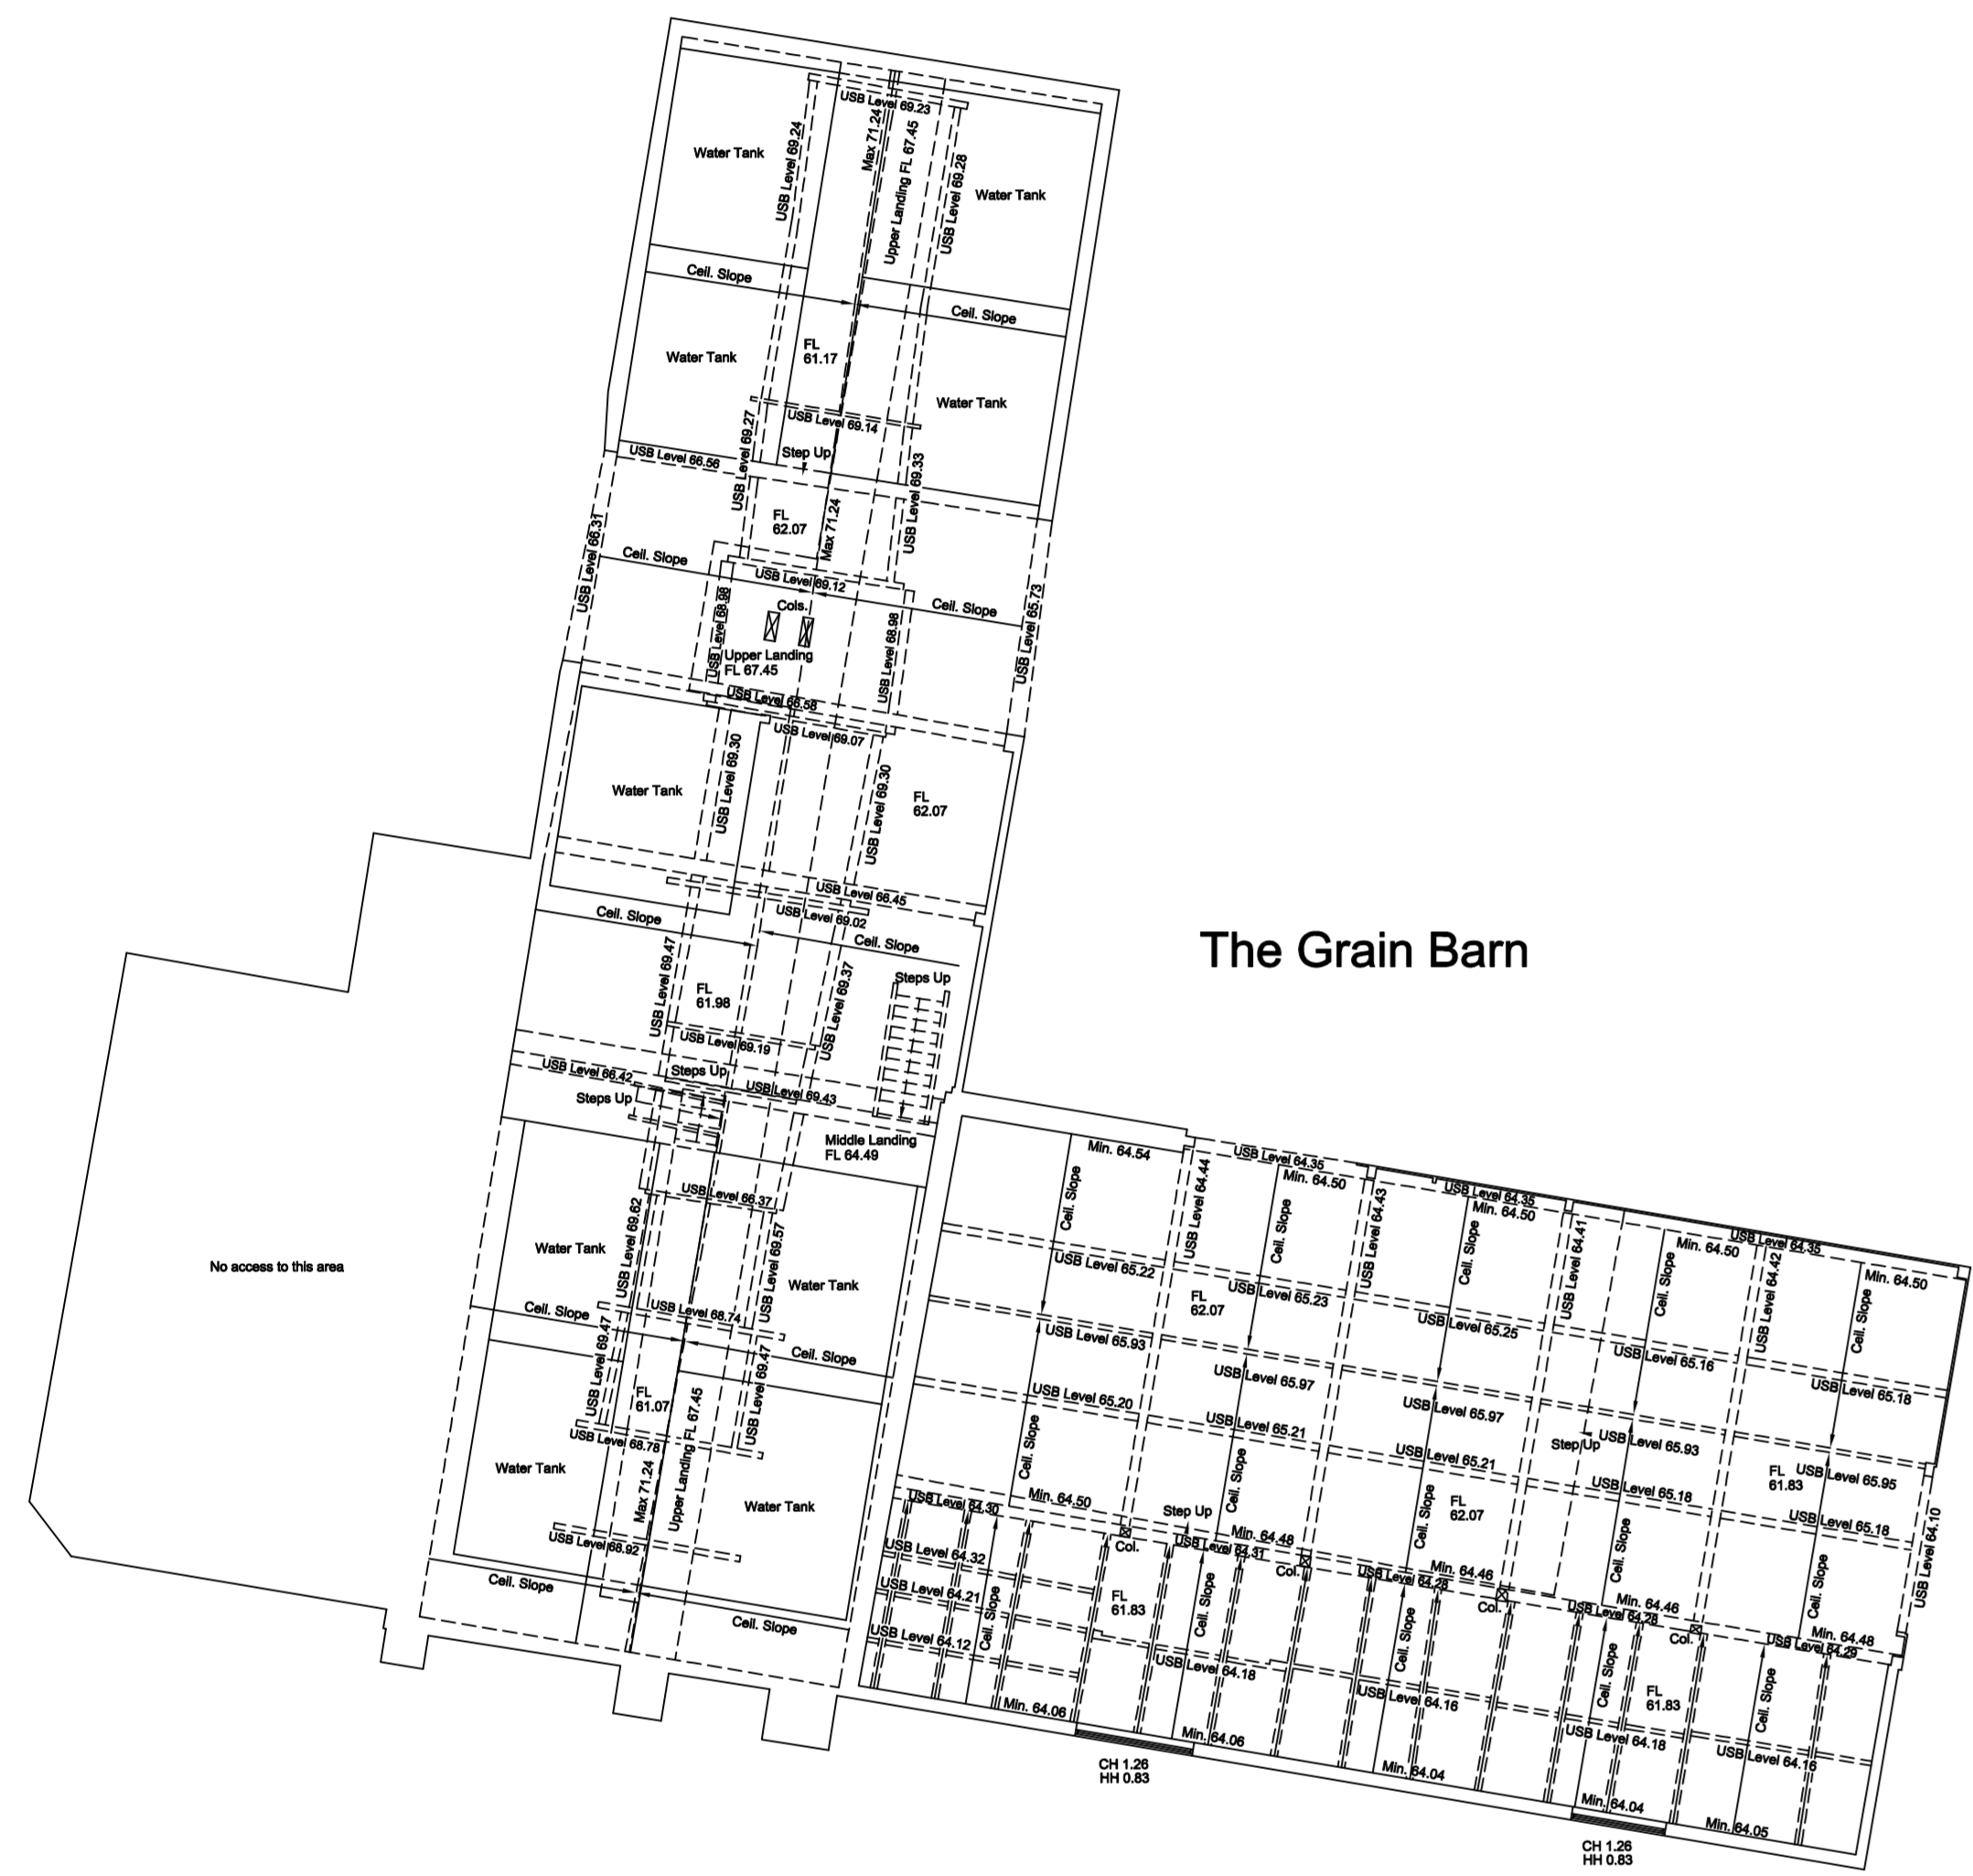 USB Level 69.23
Water Tank
USB Level 69.24
Max 71.24
Upper Landing FL 67.45
USB Level 69.28
Water Tank
Ceil. Slope
Ceil. Slope
FL
61.17
Water Tank
Water Tank
USB Level 69.14
USB Level 69.27
Step Up
USB Level 66.56
USB Level 69.33
FL
62.07
Max 71.24
USB Level 66.31
Ceil. Slope
USB Level 69.12
Ceil. Slope
Cols.
USB Level 68.98
USB Level 68.98
USB Level 65.73
Upper Landing
FL 67.45
USB Level 66.58
USB Level 69.07
USB Level 69.30
USB Level 69.30
Water Tank
FL
62.07
USB Level 66.45
Ceil. Slope
USB Level 69.02
Ceil. Slope
The Grain Barn
USB Level 69.47
FL
61.98
USB Level 69.37
Steps Up
USB Level 69.19
USB Level 66.42
Steps Up
USB Level 69.43
Steps Up
Middle Landing
FL 64.49
USB Level 66.37
USB Level 69.62
USB Level 69.57
Water Tank
Water Tank
No access to this area
Ceil. Slope
USB Level 68.74
Ceil. Slope
USB Level 69.47
USB Level 69.47
FL
61.07
Upper Landing FL 67.45
USB Level 68.78
Water Tank
Max 71.24
Water Tank
USB Level 68.92
Ceil. Slope
Ceil. Slope
Min. 64.54
USB Level 64.35
Min. 64.50
USB Level 64.35
Min. 64.50
USB Level 64.35
Min. 64.50
Min. 64.50
Ceil. Slope
USB Level 64.44
Ceil. Slope
USB Level 64.43
Ceil. Slope
USB Level 64.41
Ceil. Slope
USB Level 64.42
Ceil. Slope
USB Level 65.22
USB Level 65.23
USB Level 65.25
USB Level 65.16
USB Level 65.18
FL
62.07
USB Level 65.93
USB Level 65.97
USB Level 65.97
USB Level 65.93
USB Level 65.95
Step Up
FL
61.83
USB Level 65.20
USB Level 65.21
USB Level 65.21
USB Level 65.18
USB Level 65.18
Ceil. Slope
Ceil. Slope
Ceil. Slope
FL
62.07
Ceil. Slope
Ceil. Slope
USB Level 64.10
USB Level 64.30
Min. 64.50
Step Up
Min. 64.48
USB Level 64.31
Min. 64.46
USB Level 64.28
Min. 64.46
USB Level 64.28
Min. 64.48
USB Level 64.29
Col.
Col.
Col.
Col.
USB Level 64.32
USB Level 64.21
USB Level 64.12
Ceil. Slope
FL
61.83
Ceil. Slope
Ceil. Slope
Ceil. Slope
FL
61.83
Ceil. Slope
USB Level 64.18
USB Level 64.16
USB Level 64.18
USB Level 64.16
Min. 64.06
Min. 64.06
Min. 64.04
Min. 64.04
Min. 64.05
CH 1.26
HH 0.83
CH 1.26
HH 0.83